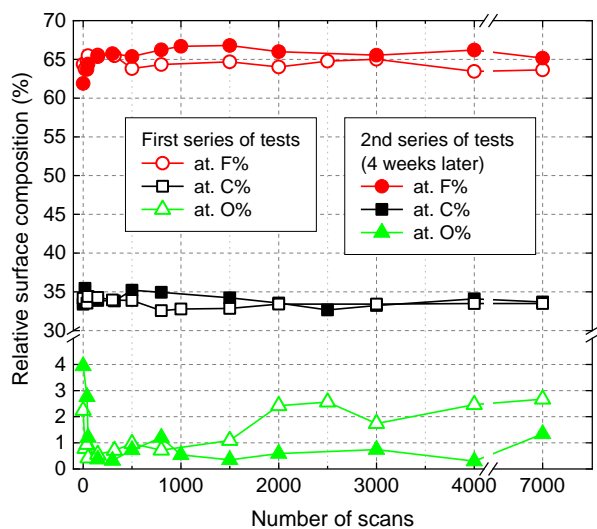 Relative surface composition (%)
70
65
60
55
50
45
40
35
30
4
3
2
1
0
First series of tests
at. F%
at. C%
at. O%
2nd series of tests
(4 weeks later)
at. F%
at. C%
at. O%
0 1000 2000 3000 4000 7000
Number of scans